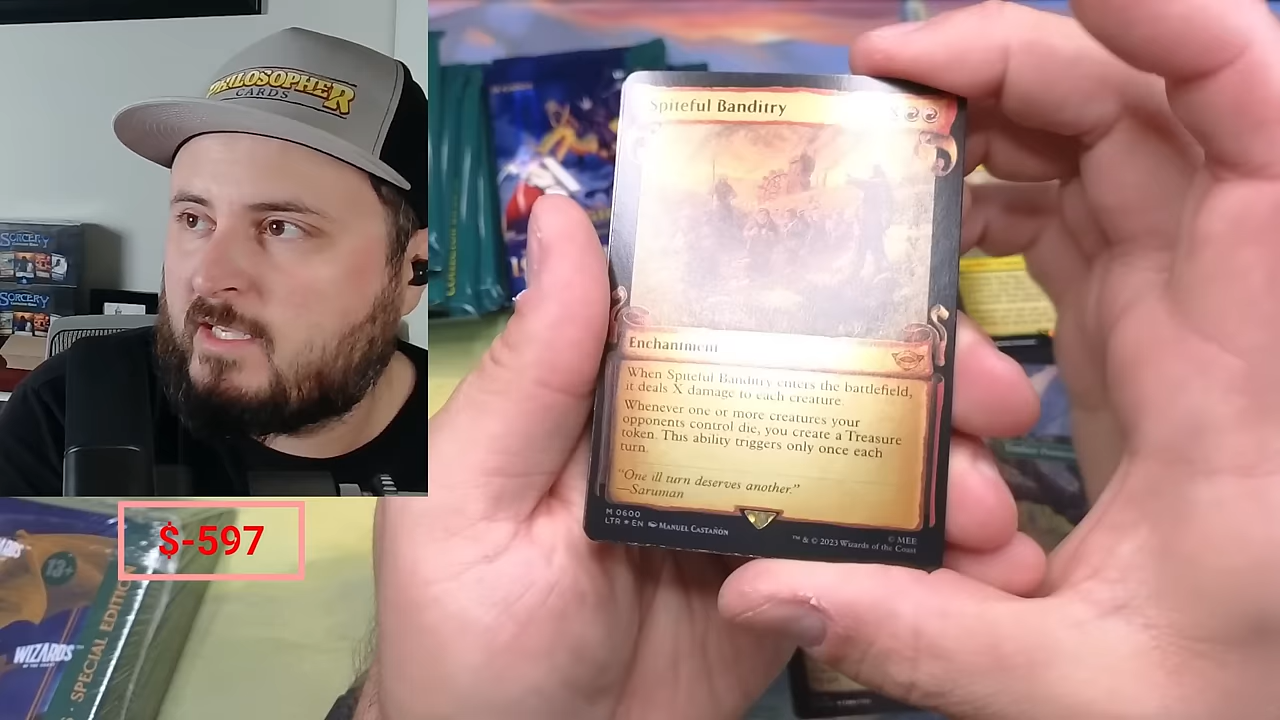 PHILOSOPHER
CARDS
SORCERY
SORCERY
$-597
13+
WIZARDS
SPECIAL EDITION
Spiteful Banditry
Enchantment
When Spiteful Banditry enters the battlefield,
it deals X damage to each creature.
Whenever one or more creatures your
opponents control die, you create a Treasure
token. This ability triggers only once each
turn.
"One ill turn deserves another."
—Saruman
M 0600
LTR EN MANUEL CASTAÑÓN
© MEE
™ & © 2023 Wizards of the Coast